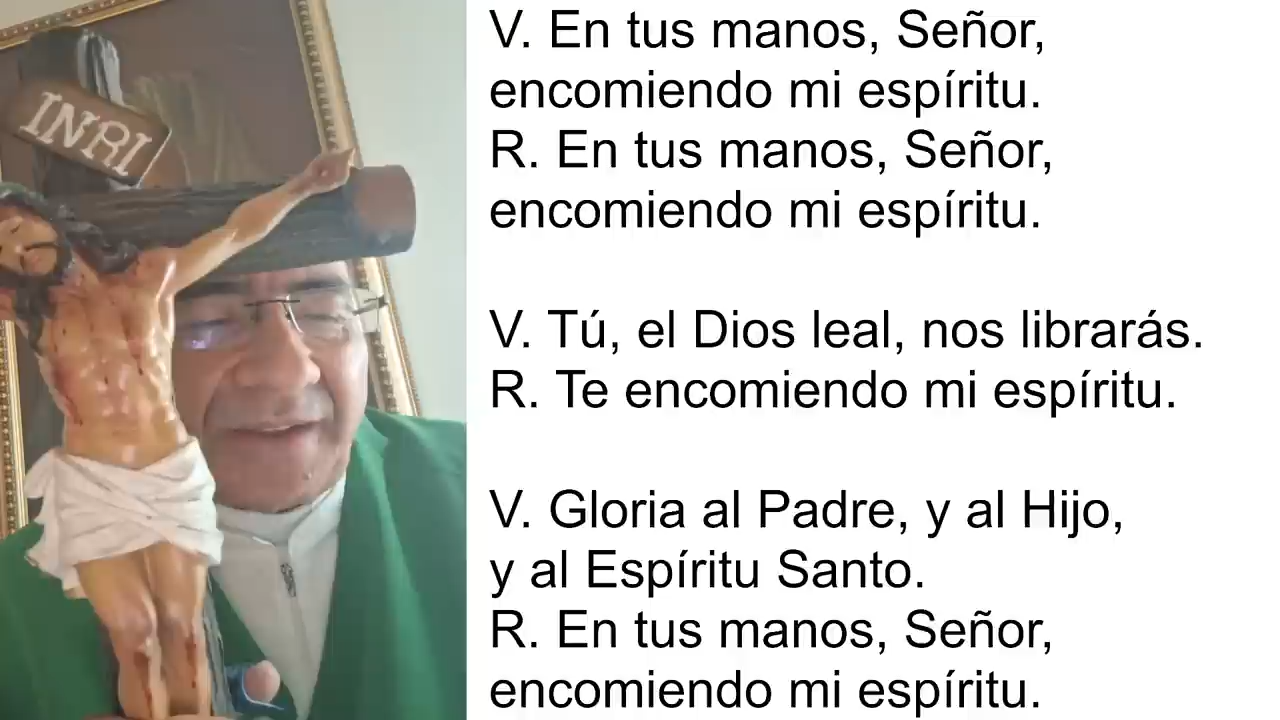 INRI
V. En tus manos, Señor,
encomiendo mi espíritu.
R. En tus manos, Señor,
encomiendo mi espíritu.
V. Tú, el Dios leal, nos librarás.
R. Te encomiendo mi espíritu.
V. Gloria al Padre, y al Hijo,
y al Espíritu Santo.
R. En tus manos, Señor,
encomiendo mi espíritu.